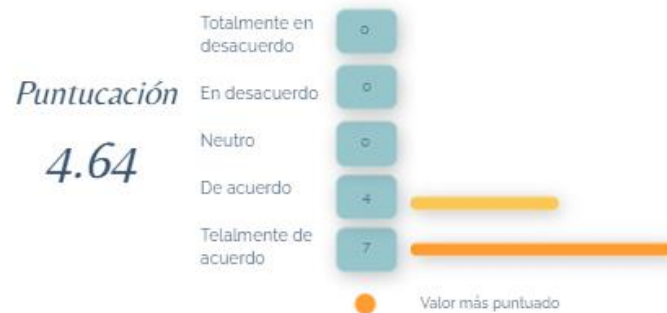 Puntucación
4.64
Totalmente en
desacuerdo
0
En desacuerdo
0
Neutro
0
De acuerdo
4
Telalmente de
acuerdo
7
Valor màs puntuado